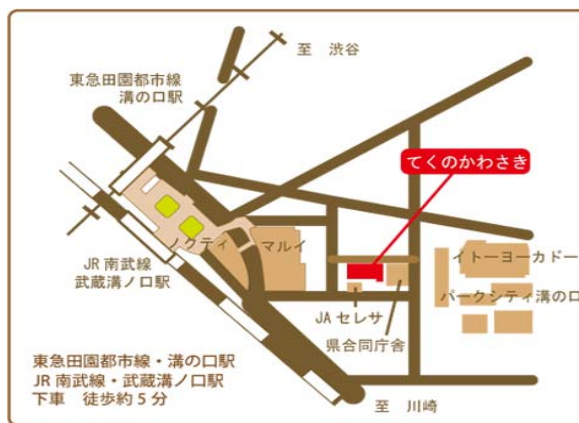 至 渋谷
東急田園都市線
溝の口駅
てくのかわさき
ノクティ
マルイ
イトーヨーカドー
JR 南武線
武蔵溝ノ口駅
パークシティ溝の口
JA セレサ
県合同庁舎
東急田園都市線・溝の口駅
JR 南武線・武蔵溝ノ口駅
下車 徒歩約 5 分
至 川崎